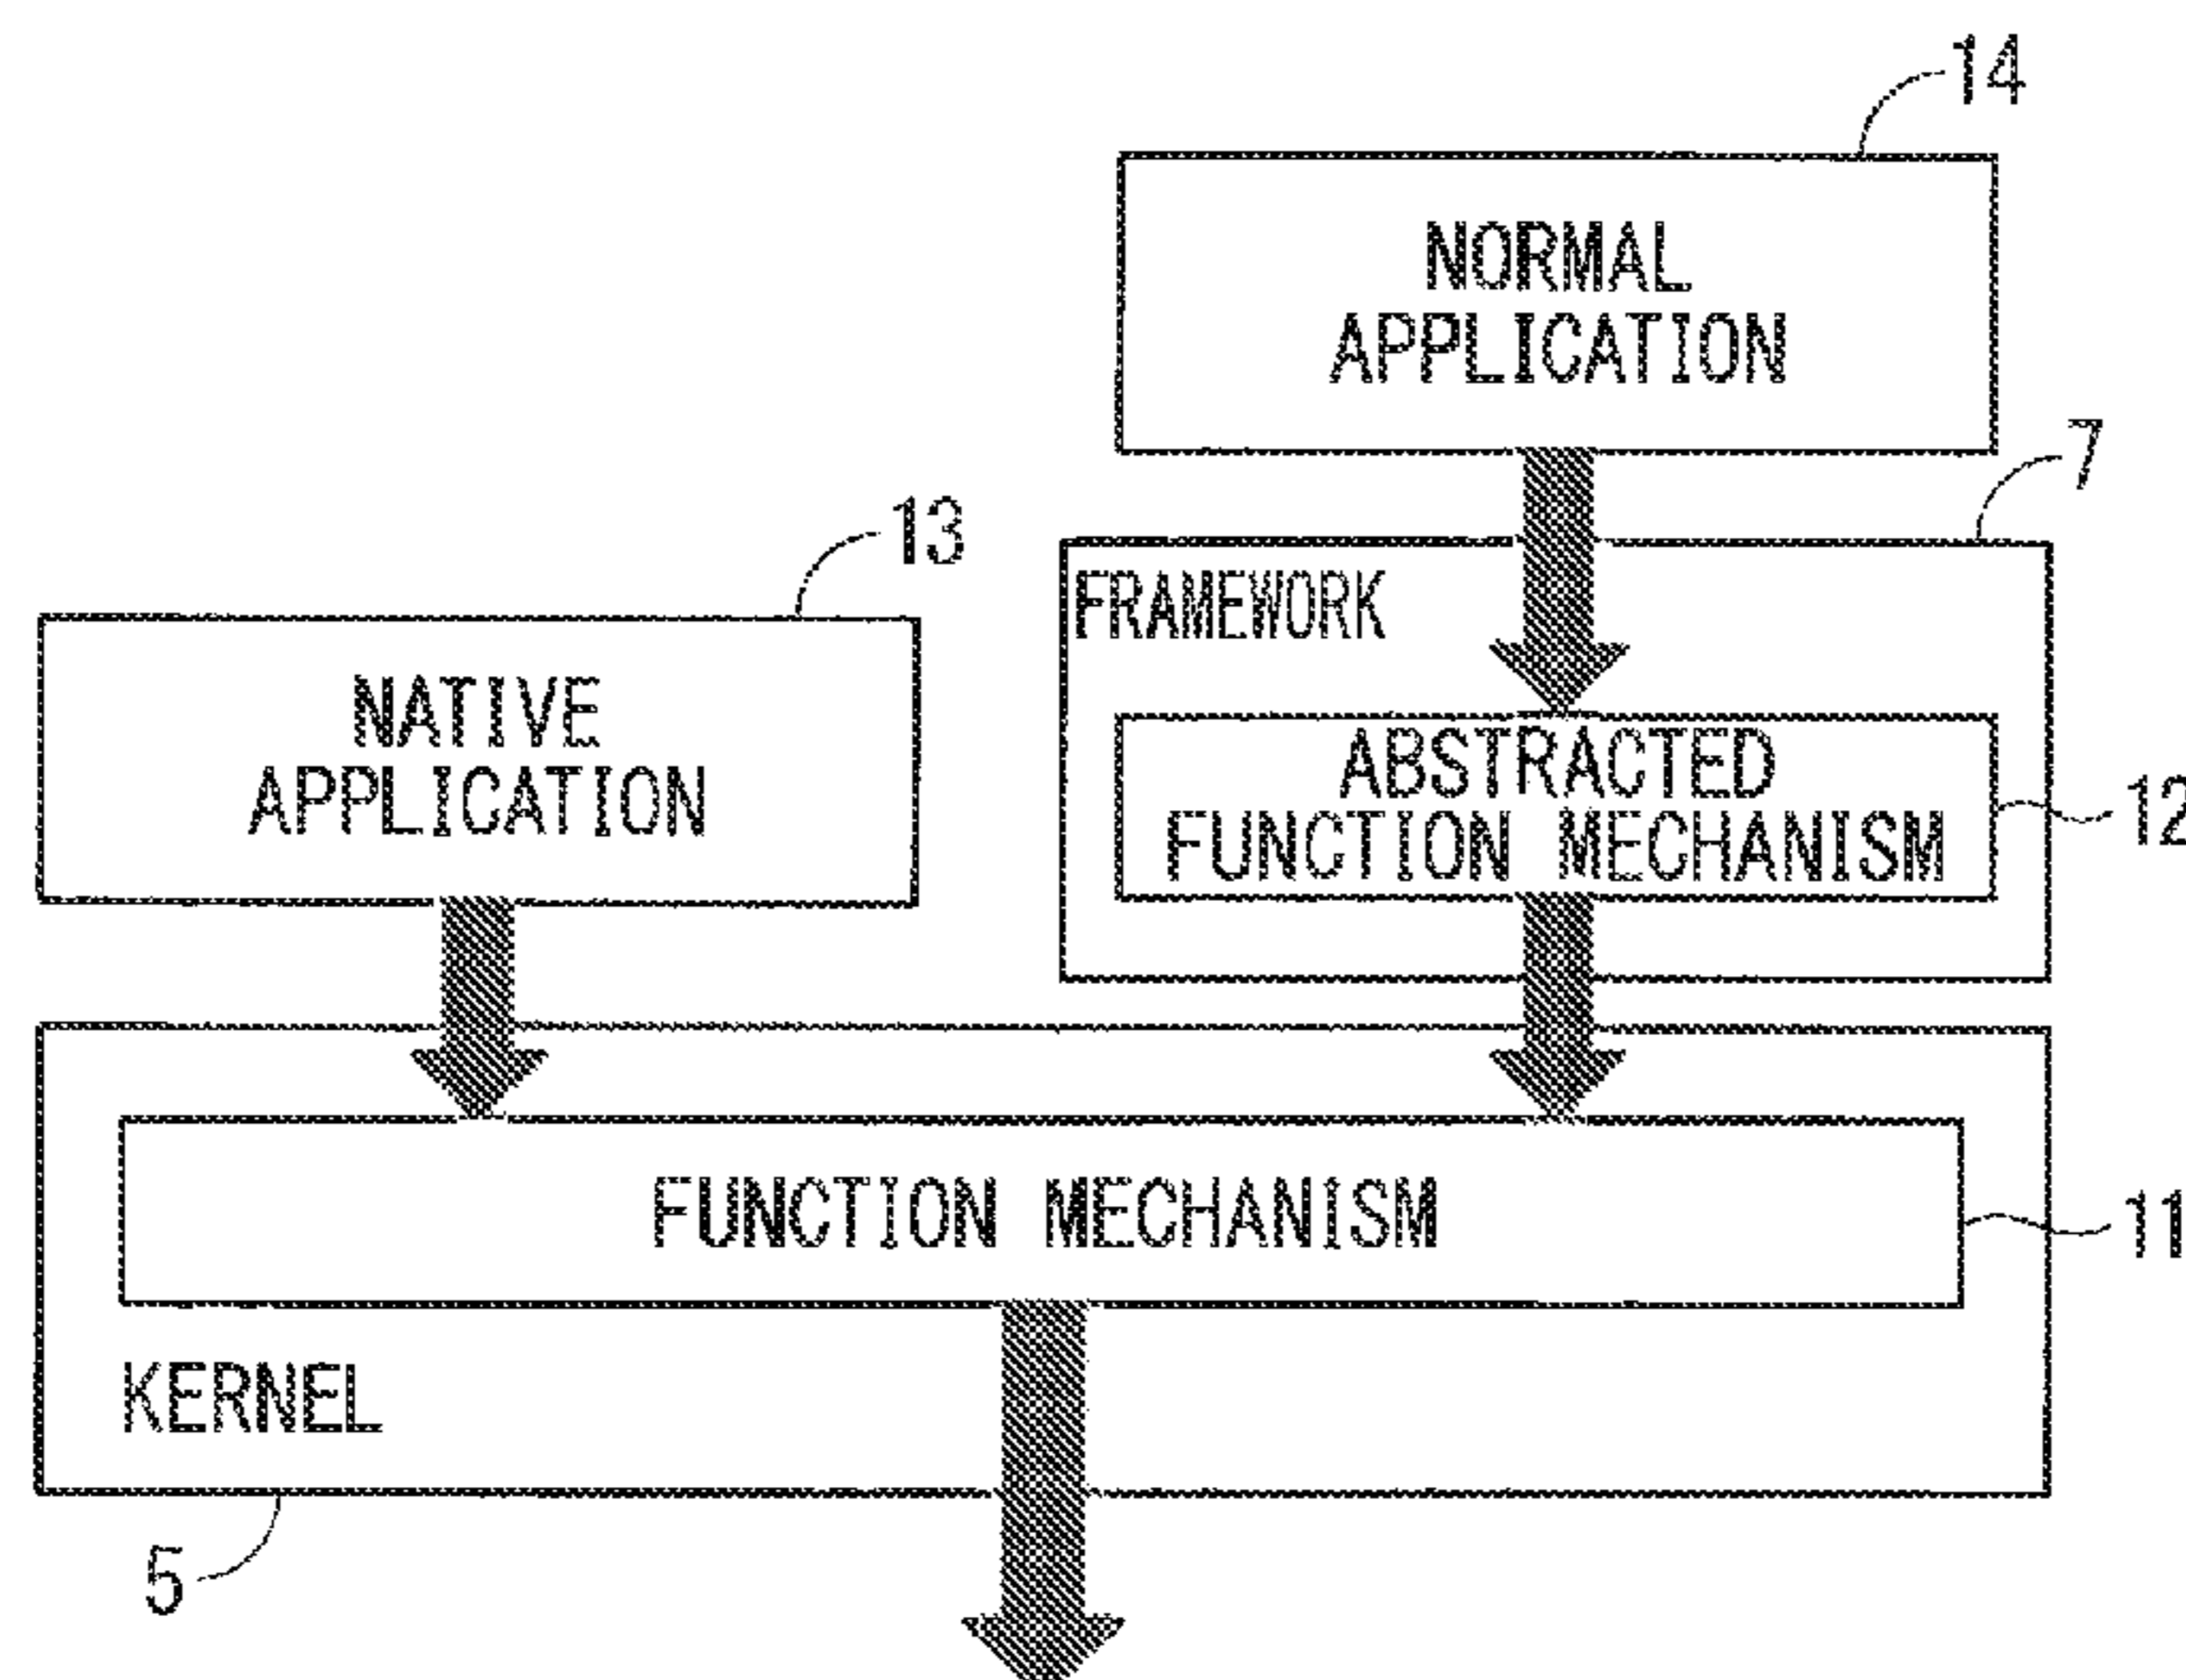 14
NORMAL
APPLICATION
7
13
FRAMEWORK
NATIVE
APPLICATION
ABSTRACTED
FUNCTION MECHANISM
12
FUNCTION MECHANISM
11
KERNEL
5